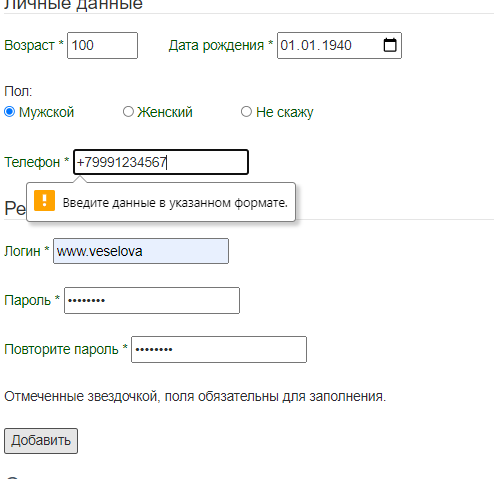 Личные данные
Возраст * 100 Дата рождения * 01.01.1940
Пол:
Мужской Женский Не скажу
Телефон * +79991234567
Введите данные в указанном формате.
Ре
Логин * www.veselova
Пароль * ••••••••
Повторите пароль * ••••••••
Отмеченные звездочкой, поля обязательны для заполнения.
Добавить